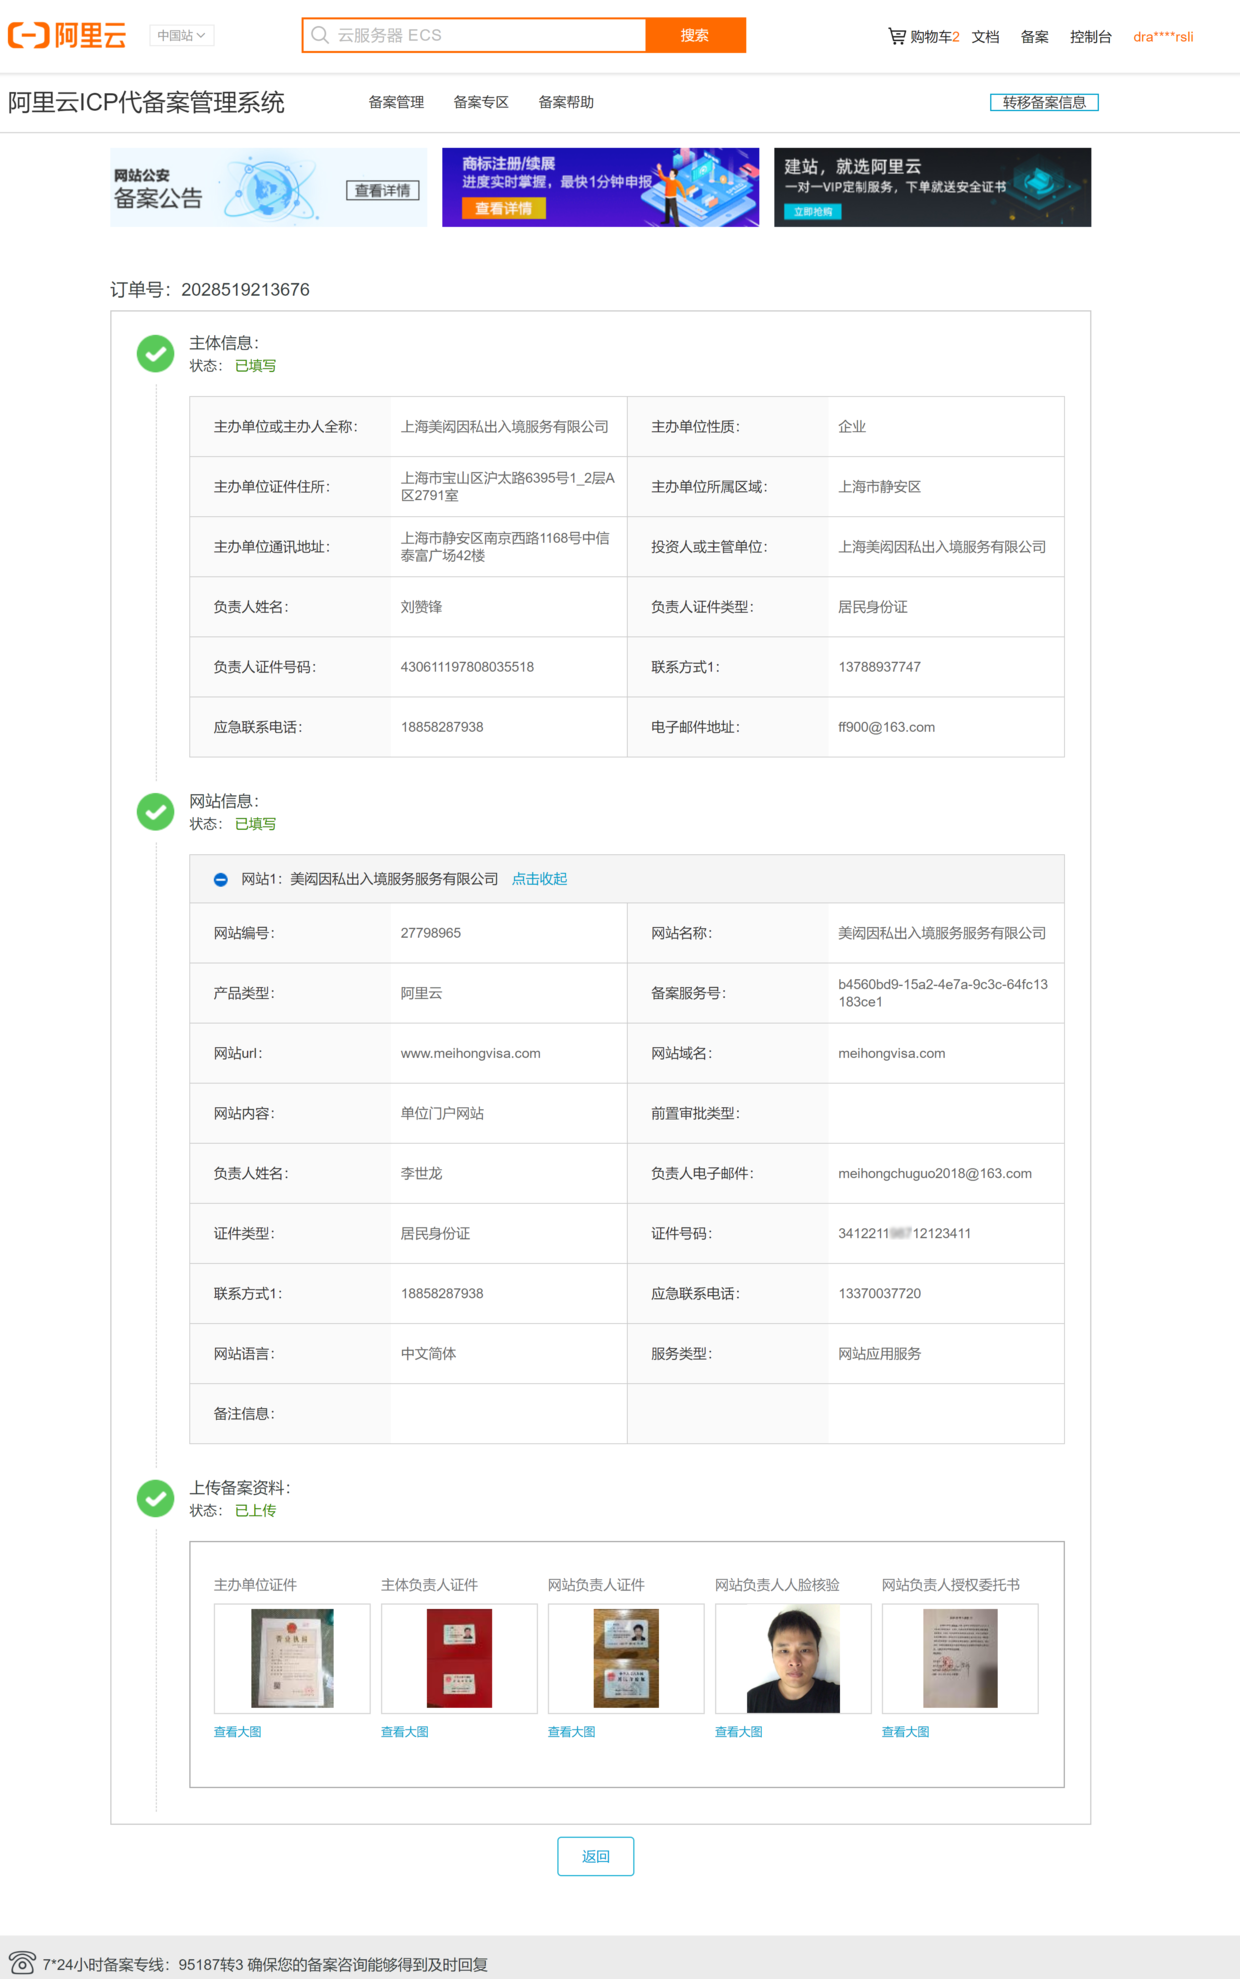 阿里云 中国站 云服务器 ECS 搜索 购物车2 文档 备案 控制台 dra****rsli
阿里云ICP代备案管理系统 备案管理 备案专区 备案帮助 转移备案信息
网站公安
备案公告
查看详情
商标注册/续展
进度实时掌握，最快1分钟申报
查看详情
建站，就选阿里云
一对一VIP定制服务，下单就送安全证书
立即抢购
订单号：2028519213676
主体信息：
状态： 已填写
主办单位或主办人全称： 上海美闳因私出入境服务有限公司 主办单位性质： 企业
主办单位证件住所： 上海市宝山区沪太路6395号1_2层A
区2791室
主办单位所属区域： 上海市静安区
主办单位通讯地址： 上海市静安区南京西路1168号中信
泰富广场42楼
投资人或主管单位： 上海美闳因私出入境服务有限公司
负责人姓名： 刘赞锋 负责人证件类型： 居民身份证
负责人证件号码： 430611197808035518 联系方式1： 13788937747
应急联系电话： 18858287938 电子邮件地址： ff900@163.com
网站信息：
状态： 已填写
网站1：美闳因私出入境服务服务有限公司 点击收起
网站编号： 27798965 网站名称： 美闳因私出入境服务服务有限公司
产品类型： 阿里云 备案服务号： b4560bd9-15a2-4e7a-9c3c-64fc13
183ce1
网站url： www.meihongvisa.com 网站域名： meihongvisa.com
网站内容： 单位门户网站 前置审批类型：
负责人姓名： 李世龙 负责人电子邮件： meihongchuguo2018@163.com
证件类型： 居民身份证 证件号码： 3412211 12123411
联系方式1： 18858287938 应急联系电话： 13370037720
网站语言： 中文简体 服务类型： 网站应用服务
备注信息：
上传备案资料：
状态： 已上传
主办单位证件 主体负责人证件 网站负责人证件 网站负责人人脸核验 网站负责人授权委托书
营业执照
查看大图 查看大图 查看大图 查看大图 查看大图
返回
7*24小时备案专线：95187转3 确保您的备案咨询能够得到及时回复